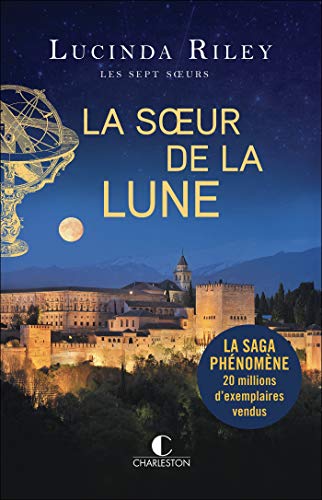 LUCINDA RILEY
LES SEPT SŒURS
LA SŒUR
DE LA
LUNE
LA SAGA
PHÉNOMÈNE
20 millions
d'exemplaires
vendus
C
CHARLESTON